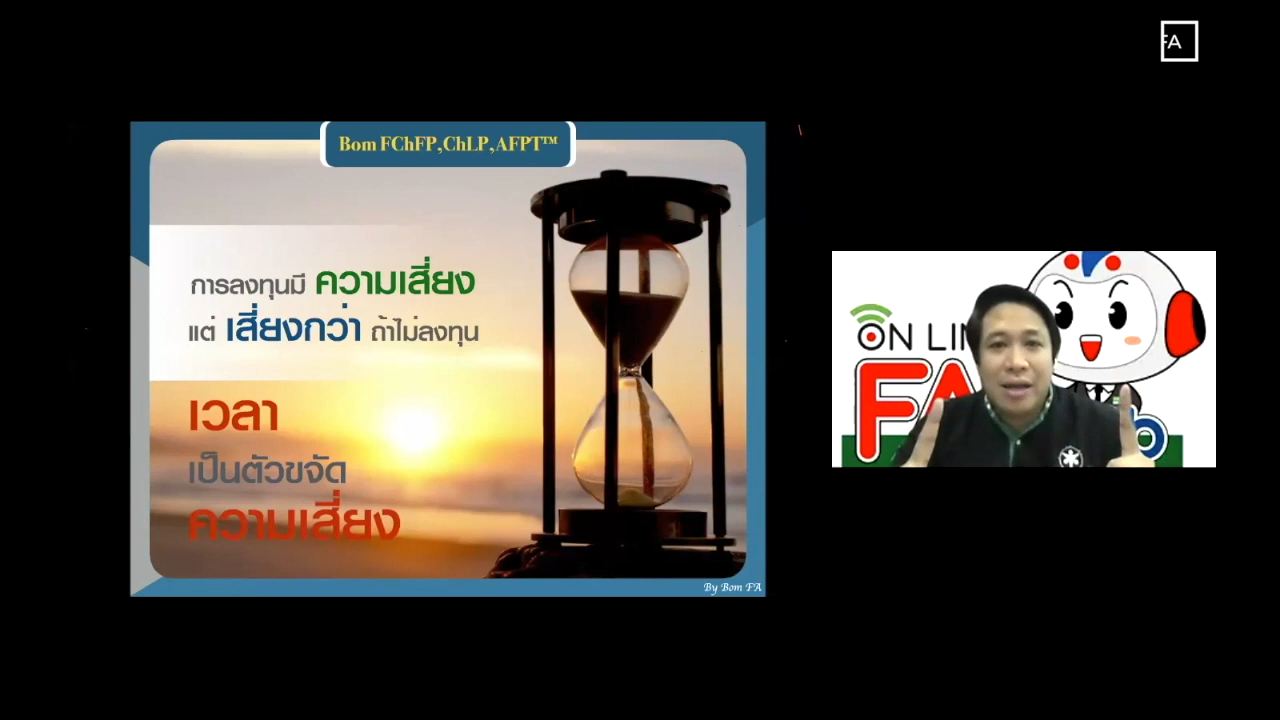 FA
Bom FChFP,ChLP,AFPT™
การลงทุนมี ความเสี่ยง
แต่ เสี่ยงกว่า ถ้าไม่ลงทุน
เวลา
เป็นตัวขจัด
ความเสี่ยง
By Bom FA
ON LIN
FA